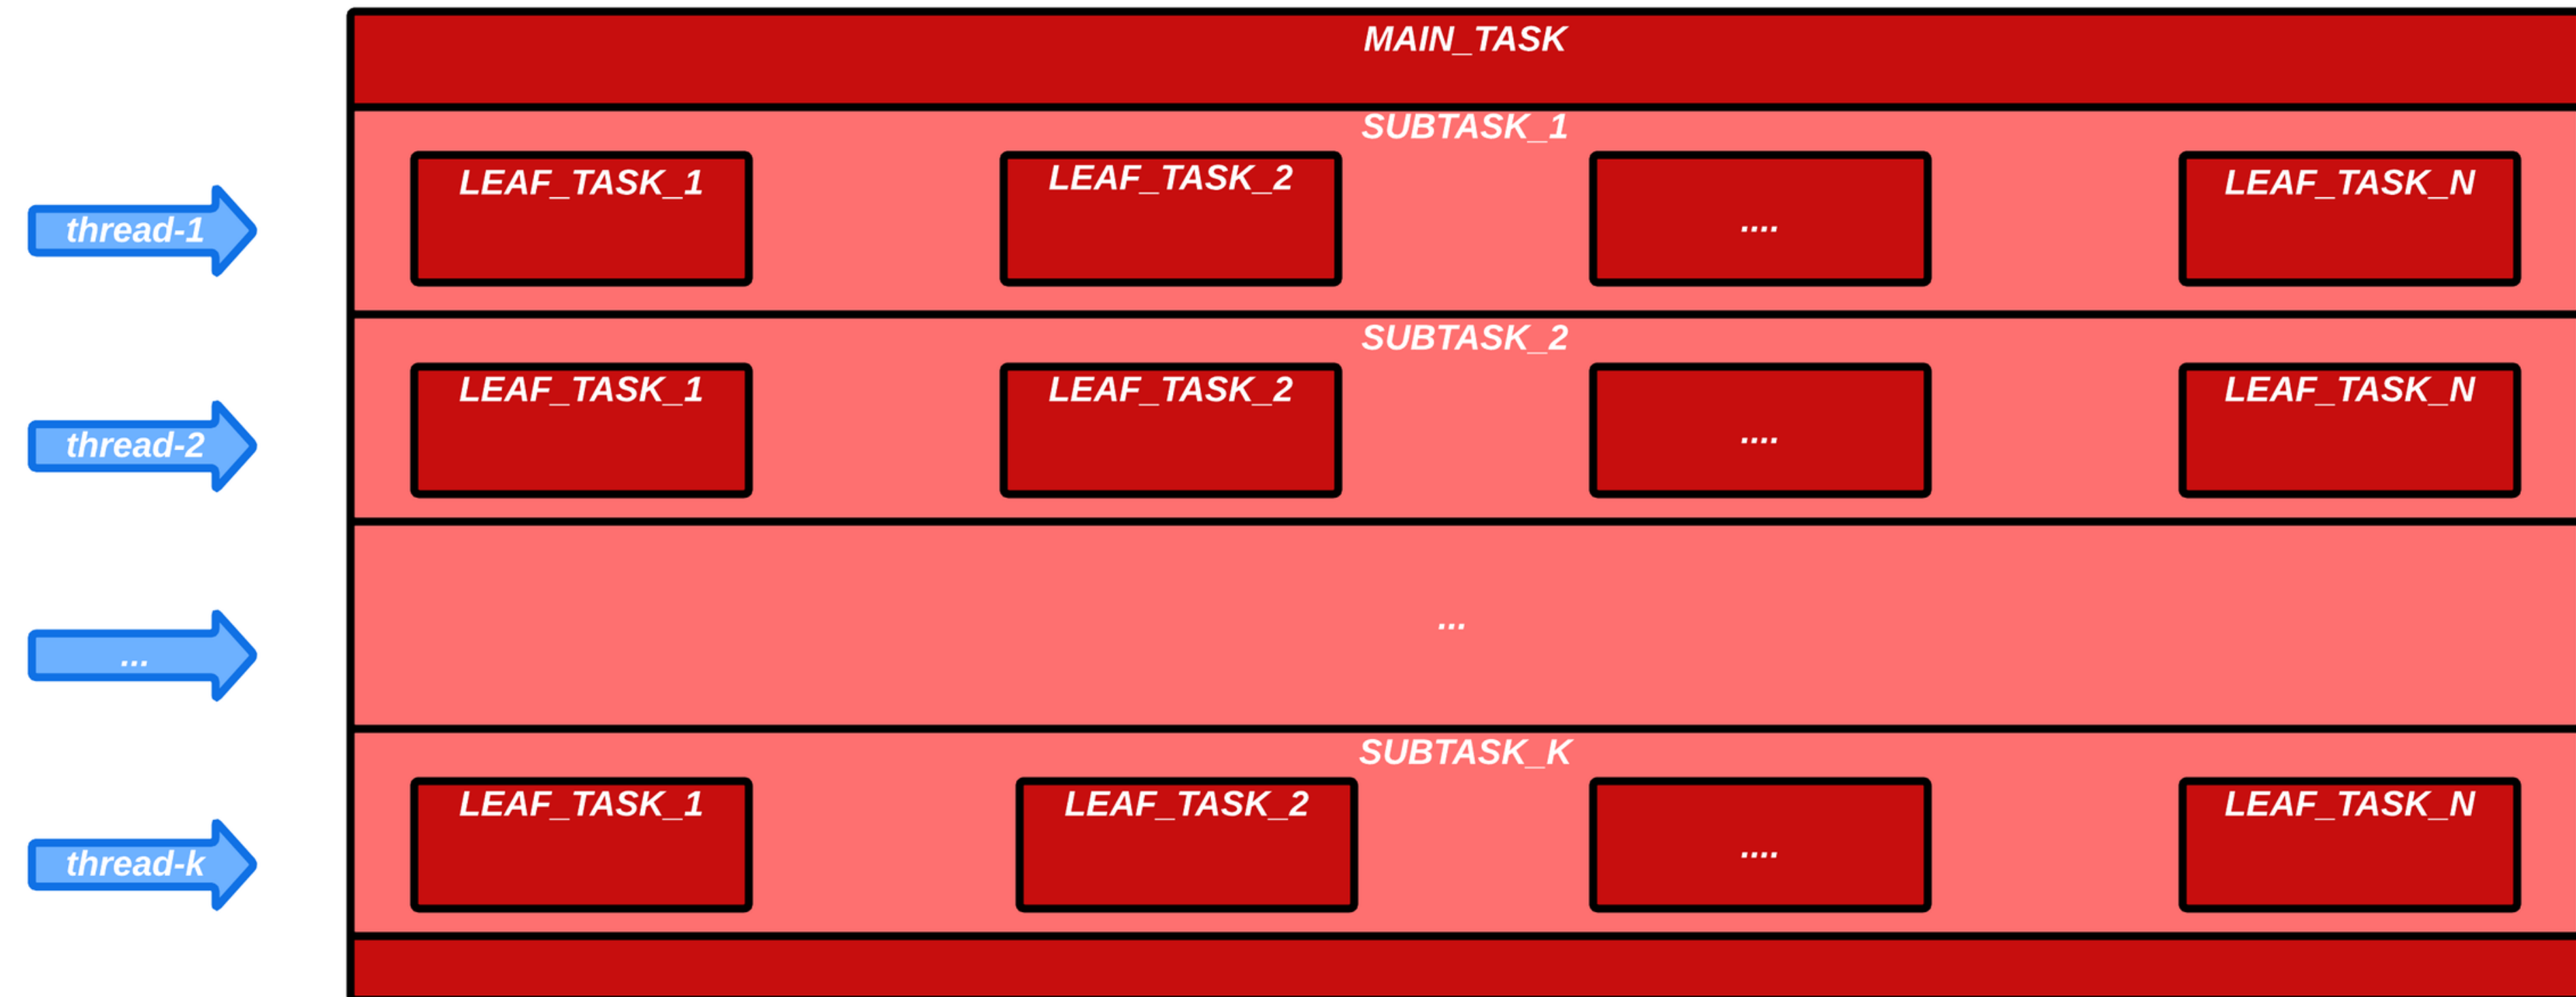 MAIN_TASK
SUBTASK_1
thread-1
LEAF_TASK_1
LEAF_TASK_2
....
LEAF_TASK_N
SUBTASK_2
thread-2
LEAF_TASK_1
LEAF_TASK_2
....
LEAF_TASK_N
...
...
SUBTASK_K
thread-k
LEAF_TASK_1
LEAF_TASK_2
....
LEAF_TASK_N